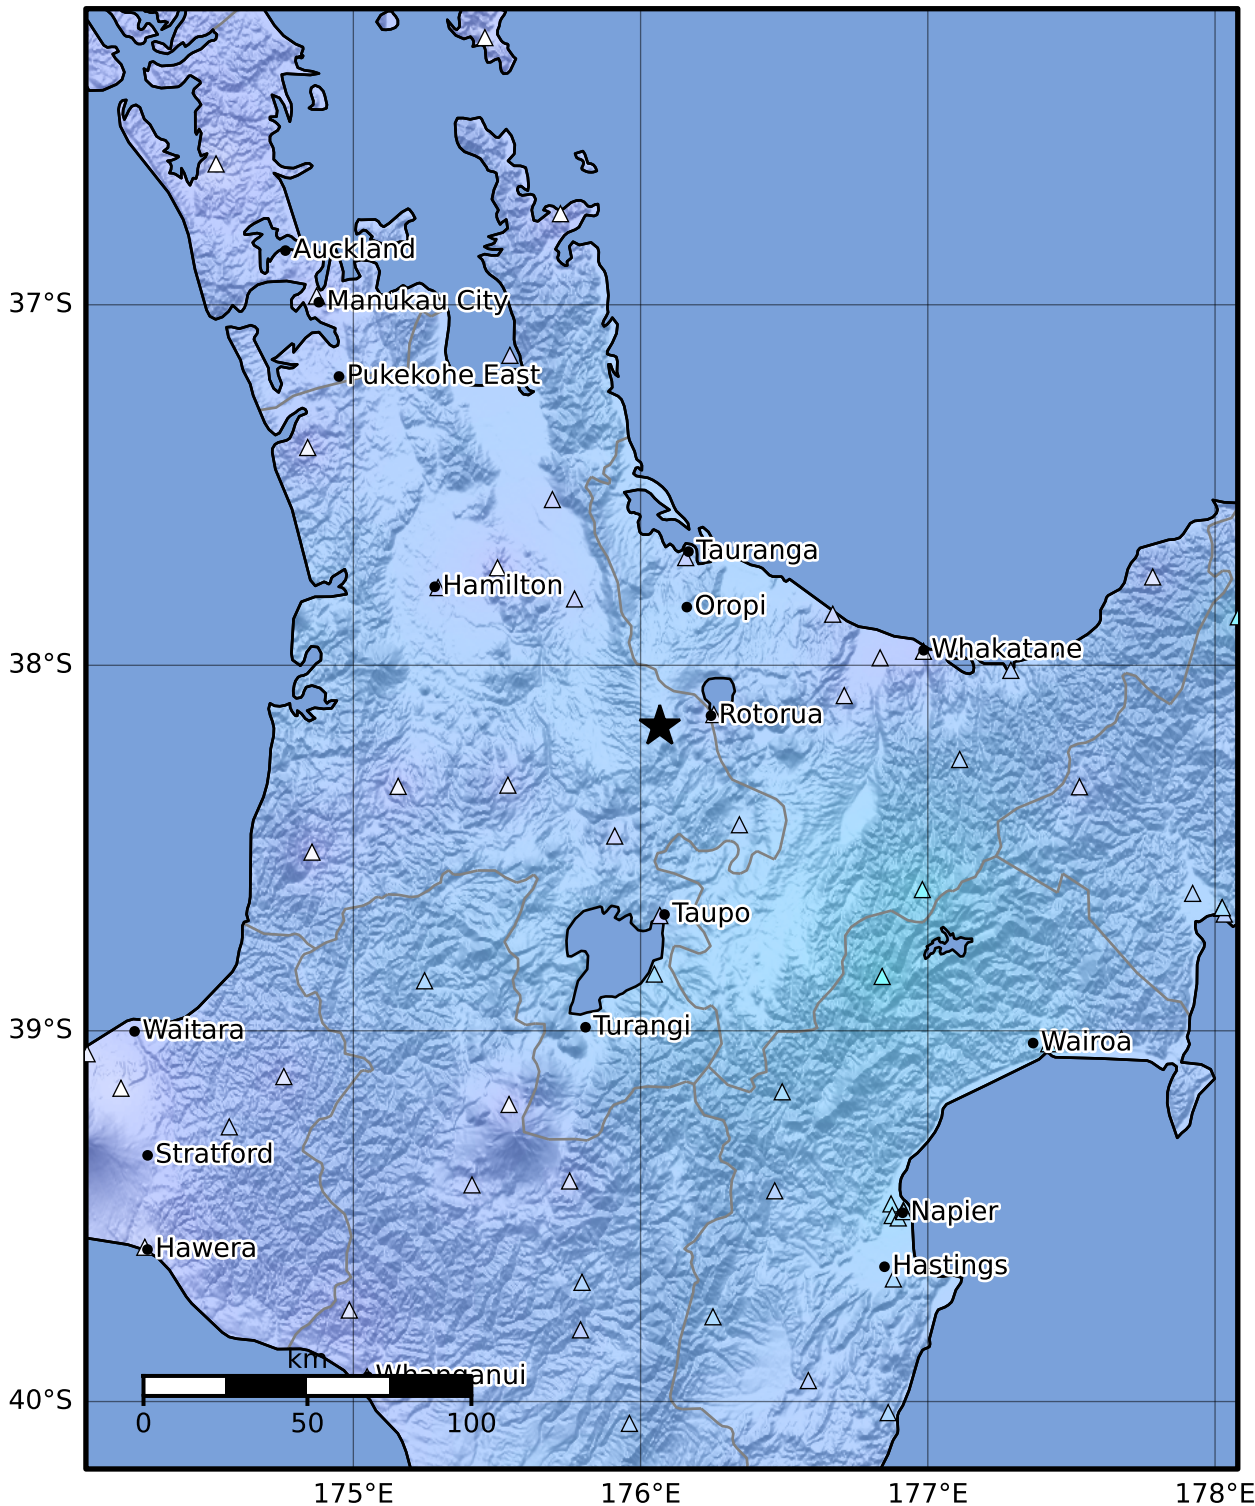 Auckland
37°S
Manukau City
Pukekohe East
Tauranga
Hamilton
Oropi
38°S
Whakatane
Rotorua
Taupo
39°S
Waitara
Turangi
Wairoa
Stratford
Napier
Hawera
Hastings
km
Whanganui
40°S
0 50 100
175°E 176°E 177°E 178°E